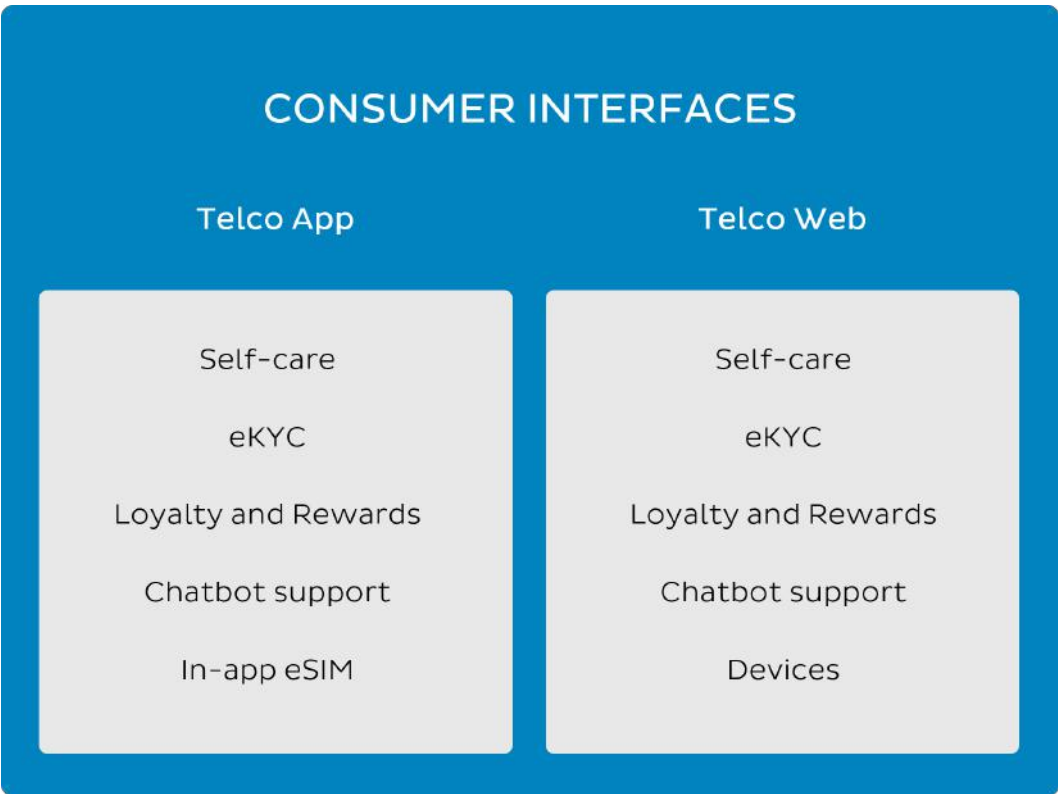 CONSUMER INTERFACES
Telco App
Self-care
eKYC
Loyalty and Rewards
Chatbot support
In-app eSIM
Telco Web
Self-care
eKYC
Loyalty and Rewards
Chatbot support
Devices